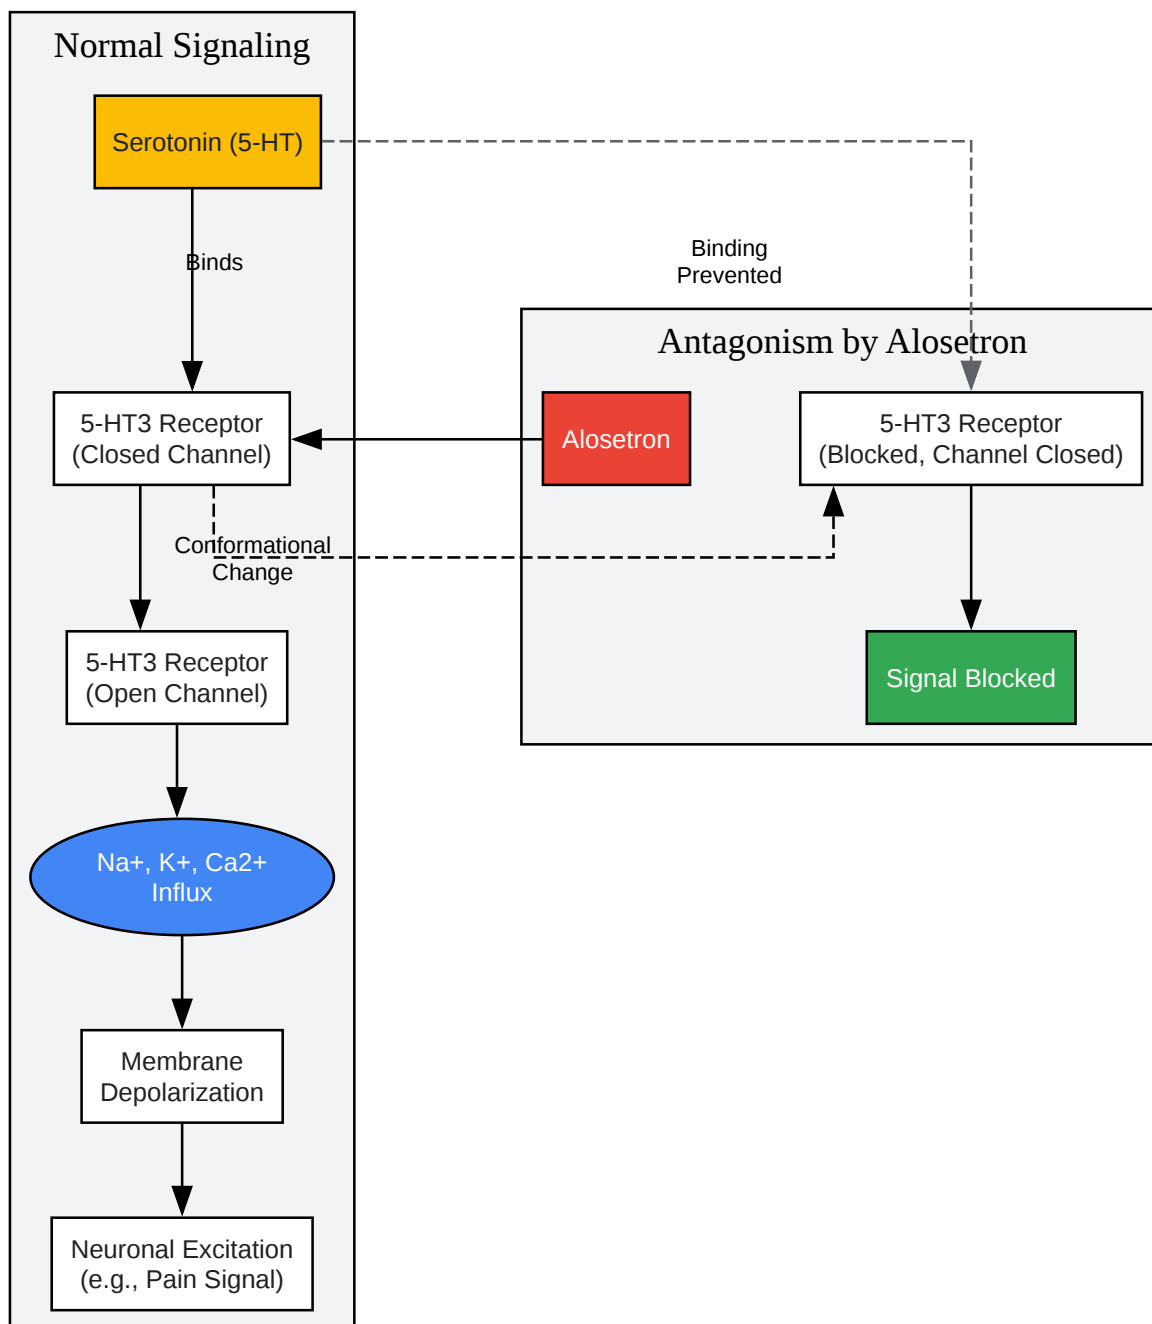 Normal Signaling
Serotonin (5-HT)
Binds
Binding
Prevented
Antagonism by Alosetron
5-HT3 Receptor
(Closed Channel)
Alosetron
5-HT3 Receptor
(Blocked, Channel Closed)
Conformational
Change
5-HT3 Receptor
(Open Channel)
Signal Blocked
Na+, K+, Ca2+
Influx
Membrane
Depolarization
Neuronal Excitation
(e.g., Pain Signal)